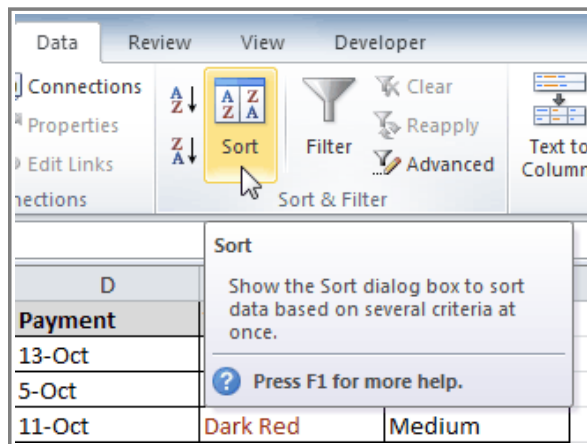 Data Review View Developer
Connections
Properties
Edit Links
nections
A
Z
Z
A
A Z
Z A
Sort
Filter
Clear
Reapply
Advanced
Sort & Filter
Text to
Column
Sort
Show the Sort dialog box to sort
data based on several criteria at
once.
? Press F1 for more help.
D
Payment
13-Oct
5-Oct
11-Oct Dark Red Medium